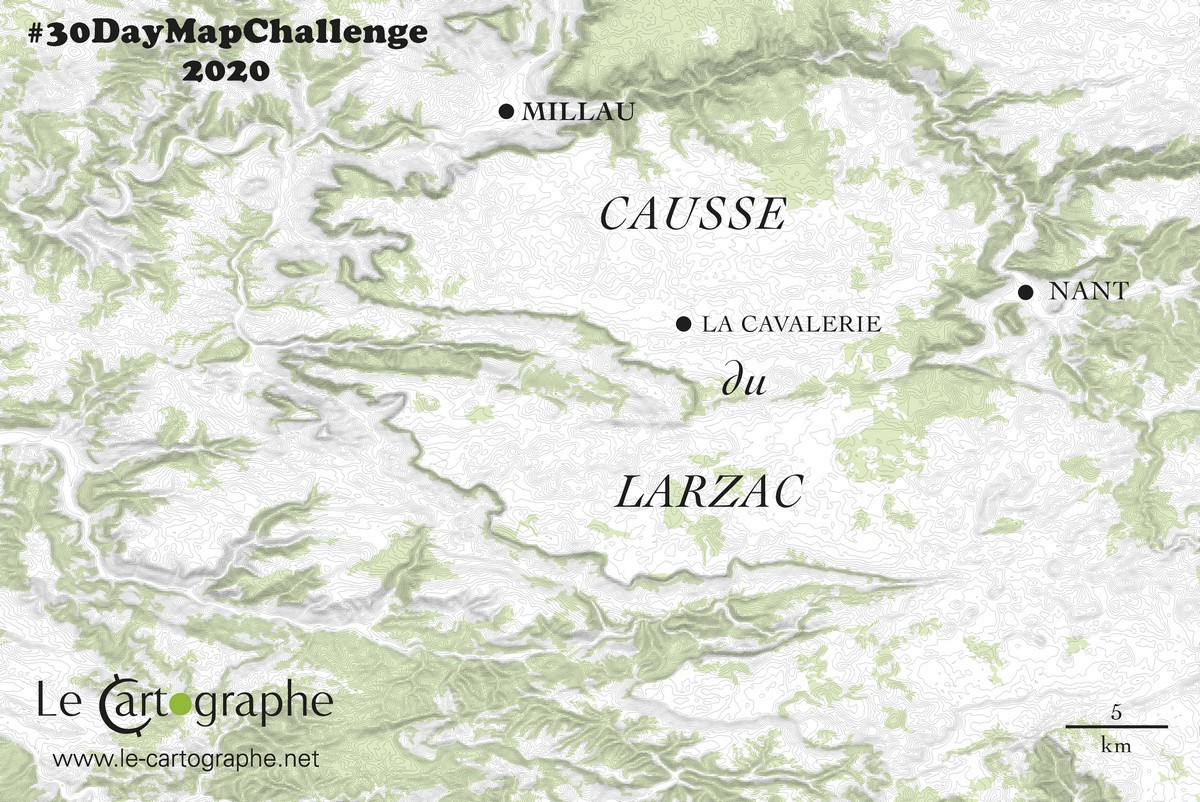 #30DayMapChallenge
2020
MILLAU
CAUSSE
NANT
LA CAVALERIE
du
LARZAC
Le Cartographe
www.le-cartographe.net
5
km